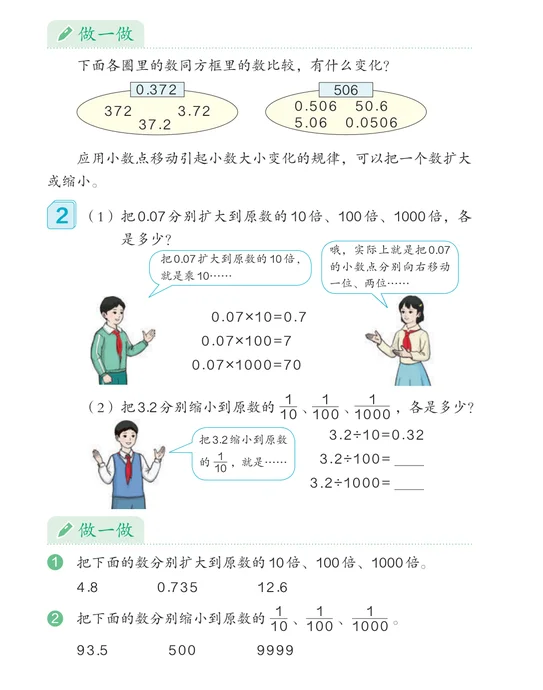 做一做
下面各圈里的数同方框里的数比较，有什么变化？
0.372
372 3.72
37.2
506
0.506 50.6
5.06 0.0506
应用小数点移动引起小数大小变化的规律，可以把一个数扩大
或缩小。
2 （1）把0.07分别扩大到原数的10倍、100倍、1000倍，各
是多少？
把0.07扩大到原数的10倍，
就是乘10……
哦，实际上就是把0.07
的小数点分别向右移动
一位、两位……
0.07×10=0.7
0.07×100=7
0.07×1000=70
（2）把3.2分别缩小到原数的1/10、1/100、1/1000，各是多少？
把3.2缩小到原数
的1/10，就是……
3.2÷10=0.32
3.2÷100=____
3.2÷1000=____
做一做
1 把下面的数分别扩大到原数的10倍、100倍、1000倍。
4.8 0.735 12.6
2 把下面的数分别缩小到原数的1/10、1/100、1/1000。
93.5 500 9999